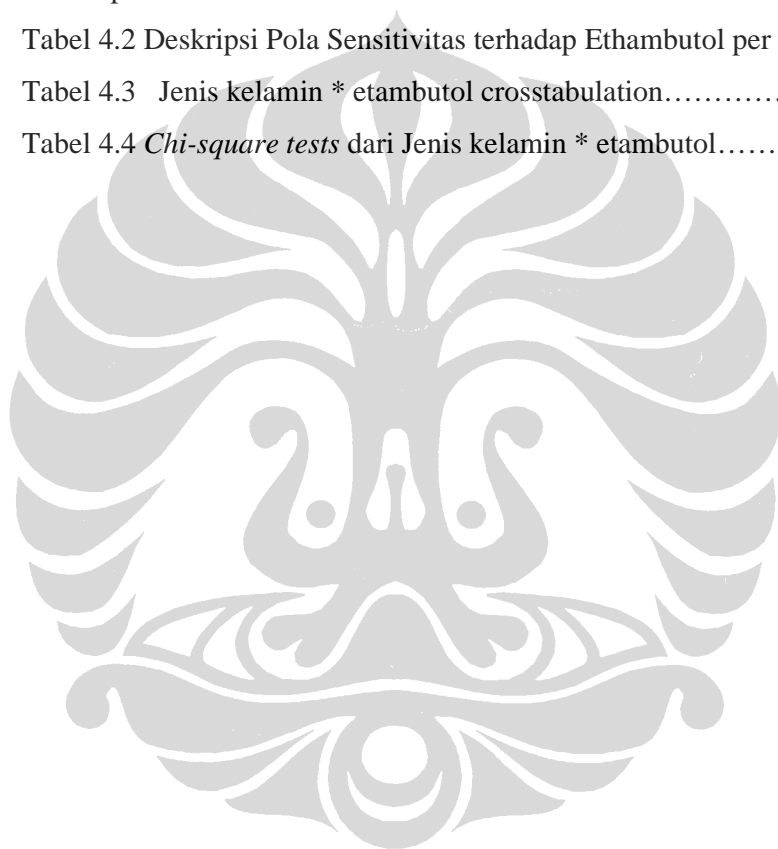 Tabel 4.2 Deskripsi Pola Sensitivitas terhadap Ethambutol per
Tabel 4.3 Jenis kelamin * etambutol crosstabulation…………..
Tabel 4.4 Chi-square tests dari Jenis kelamin * etambutol……